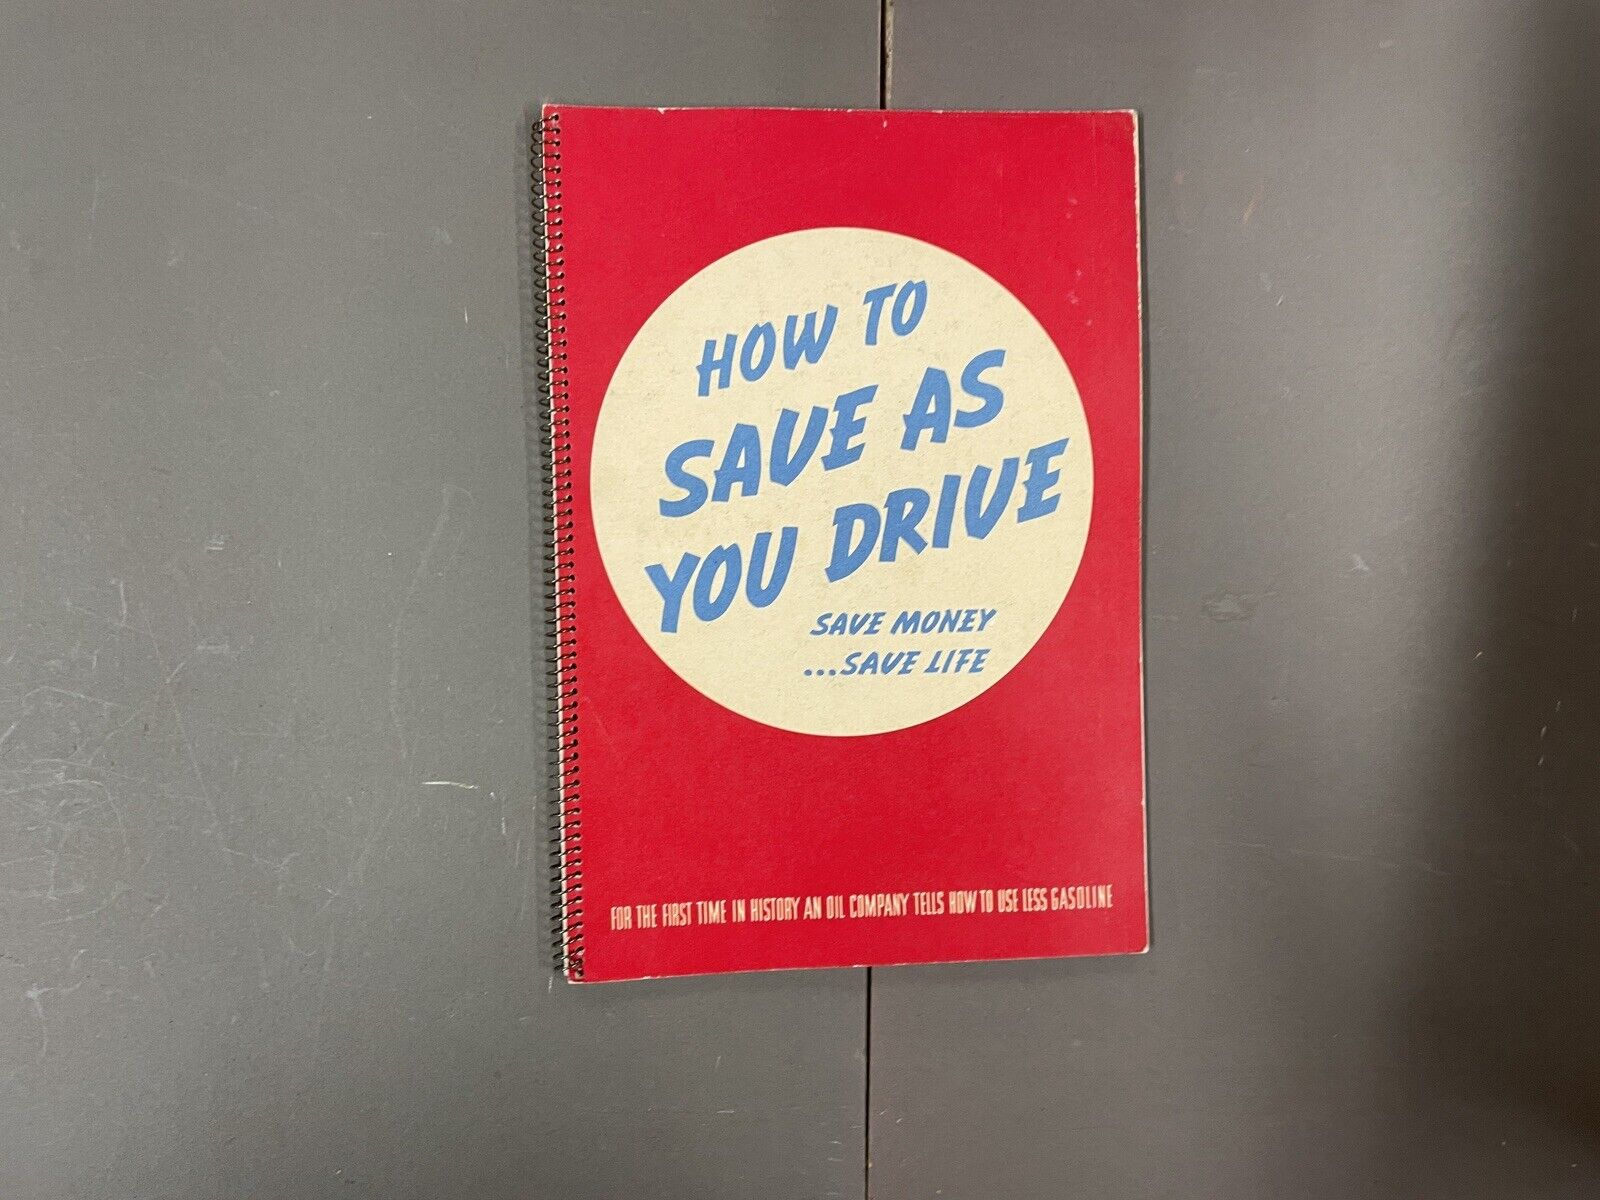 HOW TO
SAVE AS
YOU DRIVE
SAVE MONEY
...SAVE LIFE
FOR THE FIRST TIME IN HISTORY AN OIL COMPANY TELLS HOW TO USE LESS GASOLINE